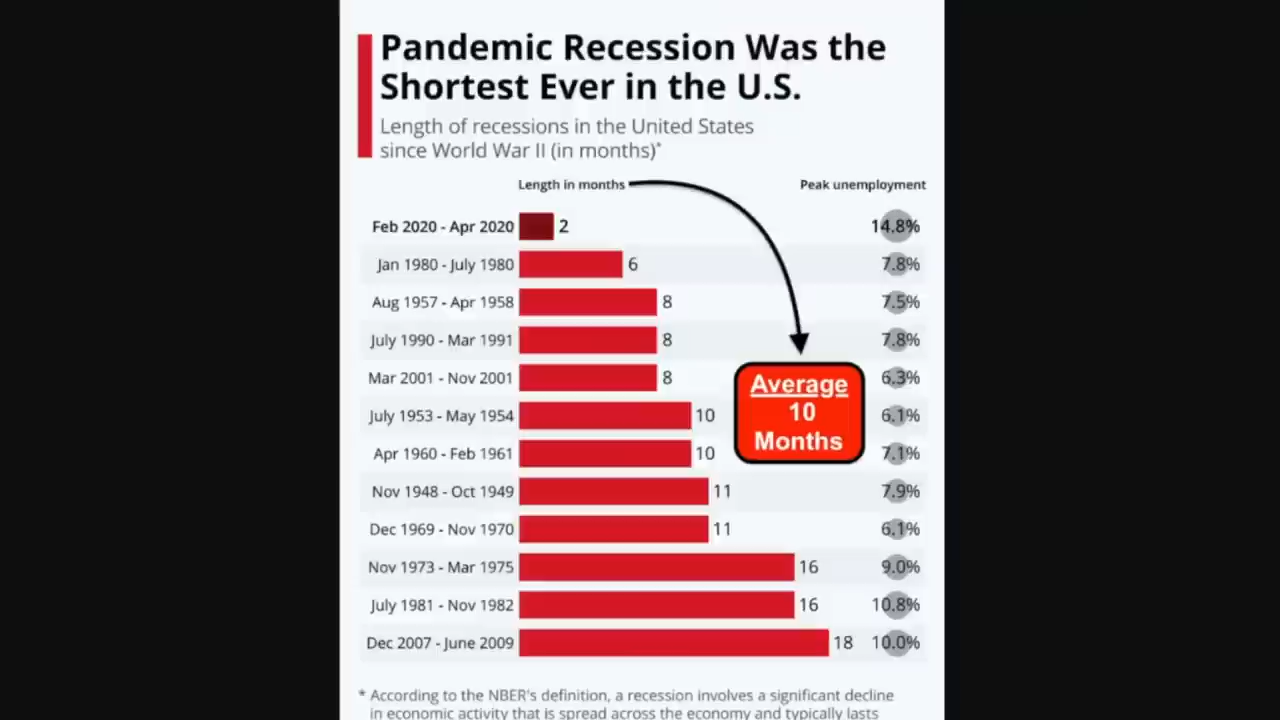 Pandemic Recession Was the
Shortest Ever in the U.S.
Length of recessions in the United States
since World War II (in months)*
Length in months Peak unemployment
Feb 2020 - Apr 2020 2 14.8%
Jan 1980 - July 1980 6 7.8%
Aug 1957 - Apr 1958 8 7.5%
July 1990 - Mar 1991 8 7.8%
Mar 2001 - Nov 2001 8 6.3%
July 1953 - May 1954 10 6.1%
Apr 1960 - Feb 1961 10 7.1%
Nov 1948 - Oct 1949 11 7.9%
Dec 1969 - Nov 1970 11 6.1%
Nov 1973 - Mar 1975 16 9.0%
July 1981 - Nov 1982 16 10.8%
Dec 2007 - June 2009 18 10.0%
Average
10
Months
* According to the NBER's definition, a recession involves a significant decline
in economic activity that is spread across the economy and typically lasts